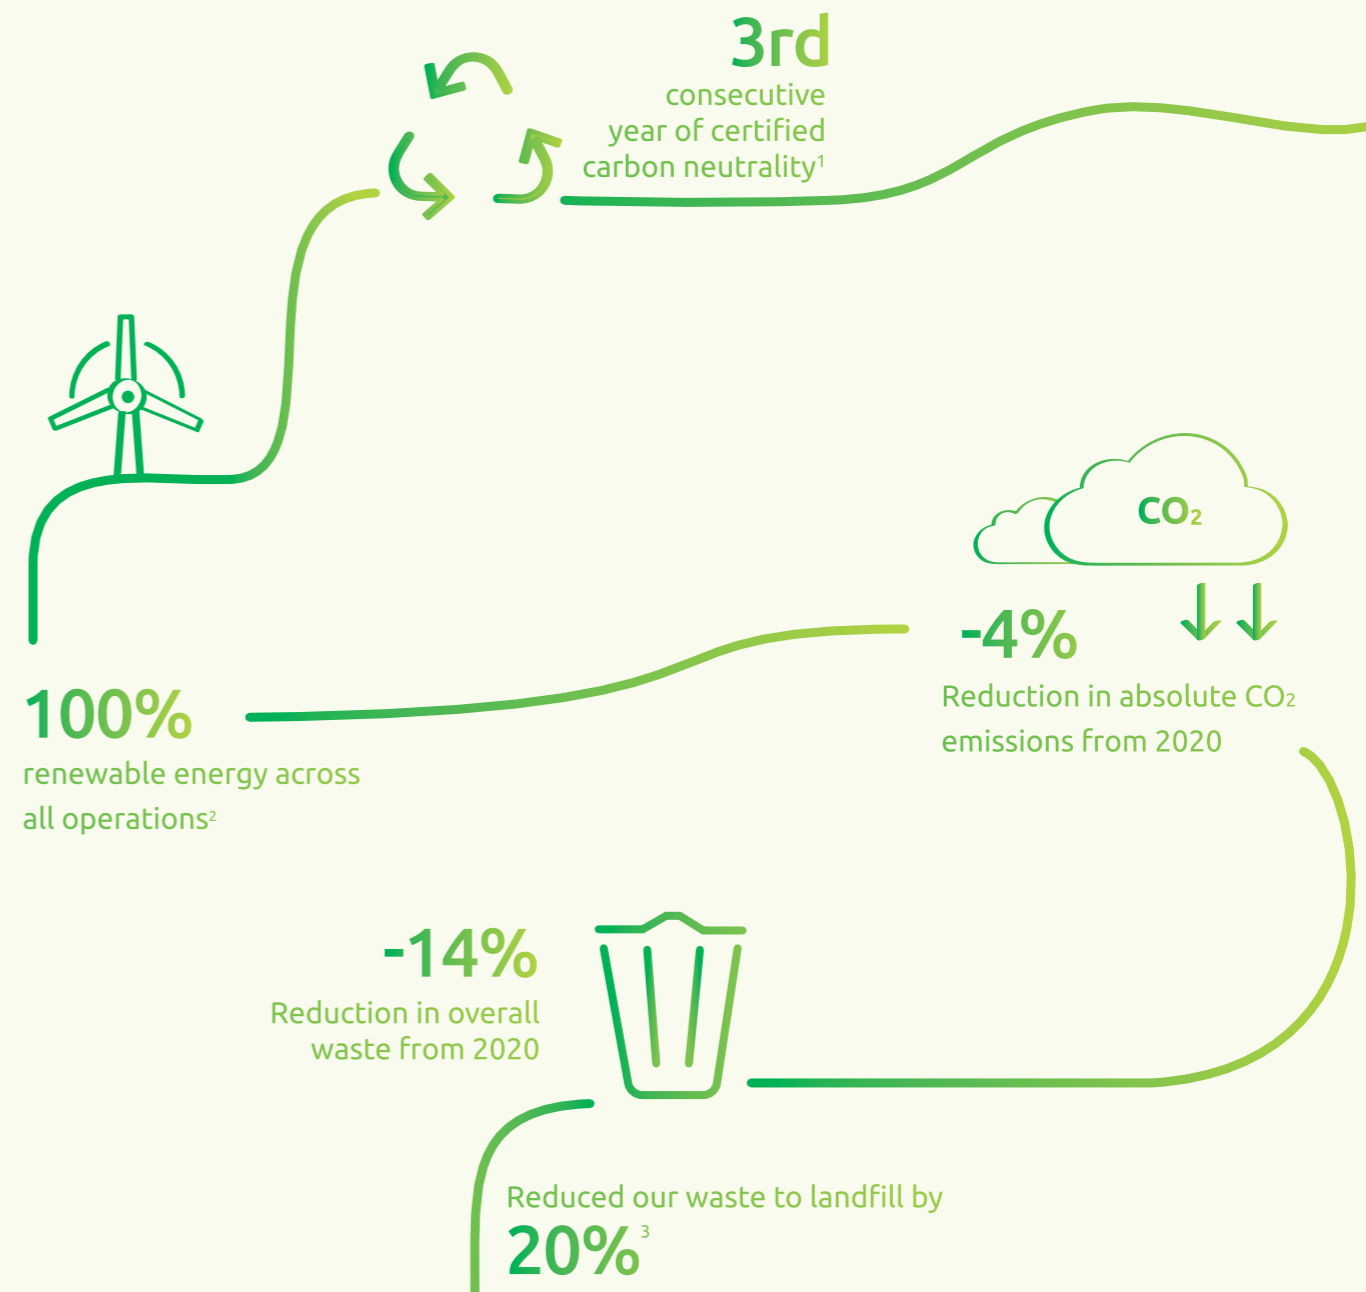 3rd
consecutive
year of certified
carbon neutrality¹
CO₂
-4%
Reduction in absolute CO₂
emissions from 2020
100%
renewable energy across
all operations²
-14%
Reduction in overall
waste from 2020
Reduced our waste to landfill by
20%³